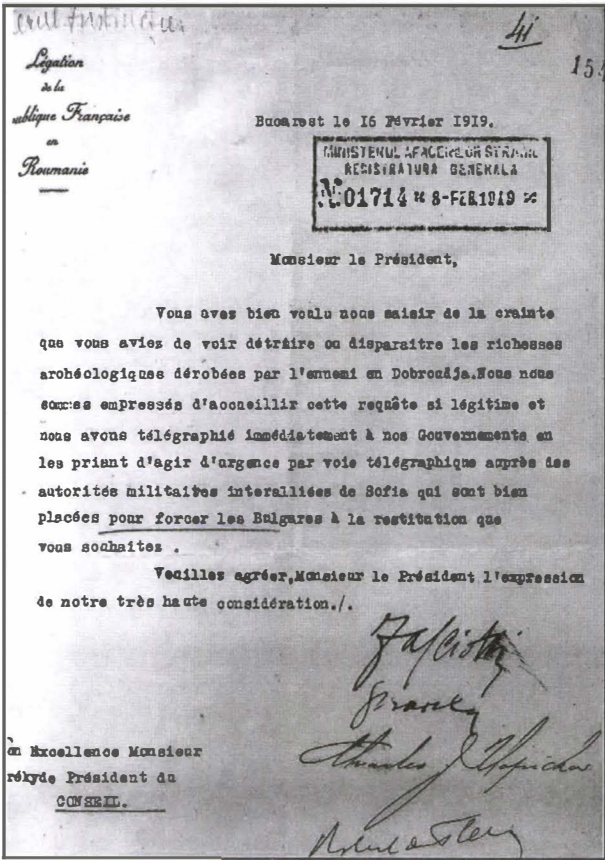 41
15
Légation
de la
ublique Française
en
Roumanie
Bucarest le 16 Février 1919.
MINISTERUL AFACERILOR STRAINE
REGISTRATURA GENERALA
No 01714 * 8-FEB.1919 *
Monsieur le Président,
Vous avez bien voulu nous saisir de la crainte
que vous aviez de voir détruire ou disparaitre les richesses
archéologiques dérobées par l'ennemi en Dobroudja.Nous nous
sommes empressés d'accueillir cette requête si légitime et
nous avons télégraphié immédiatement à nos Gouvernements en
les priant d'agir d'urgence par voie télégraphique auprès des
autorités militaires interalliées de Sofia qui sont bien
placées pour forcer les Bulgares à la restitution que
vous souhaitez .
Veuillez agréer,Monsieur le Président l'expression
de notre très haute considération./.
Charles J.
on Excellence Monsieur
rékyde Président du
CONSEIL.